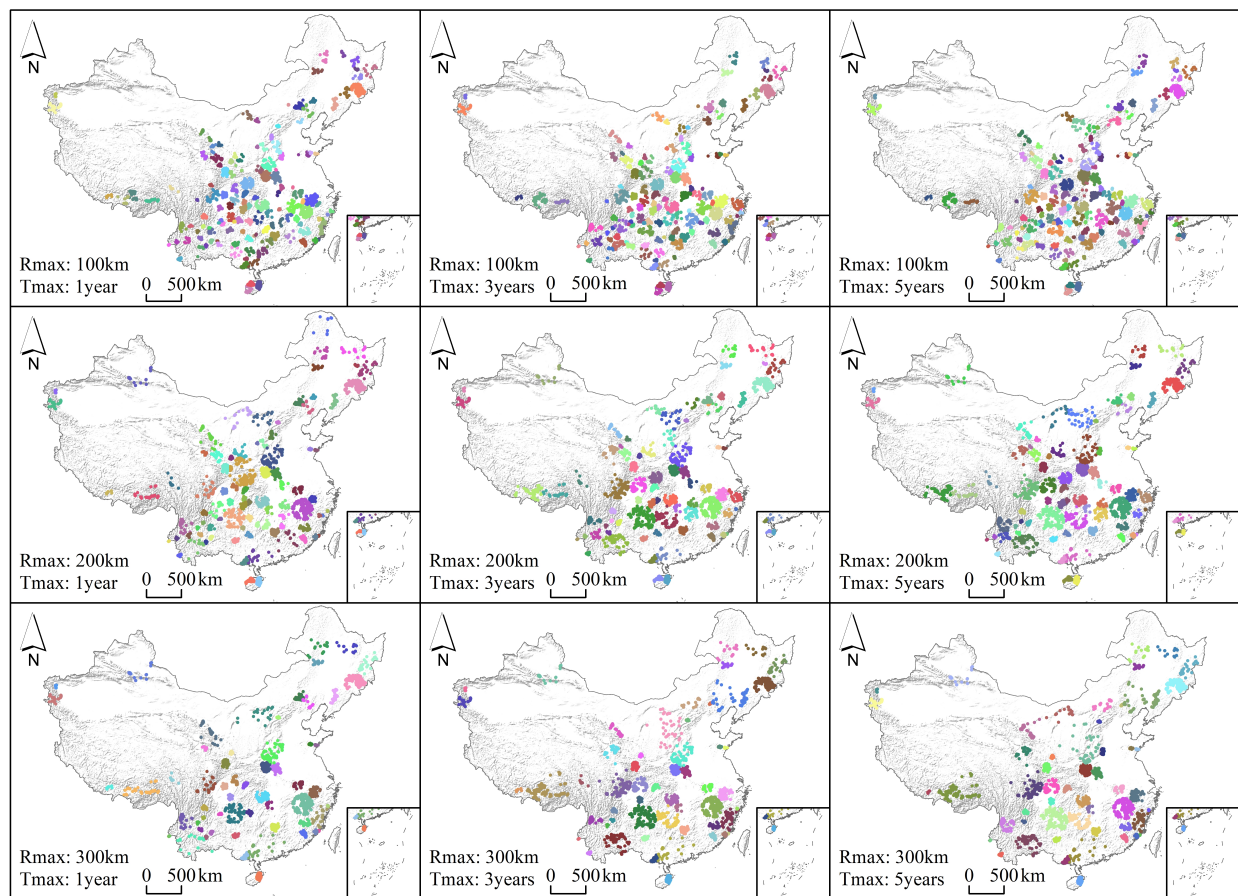 N
N
N
Rmax: 100km
Tmax: 1year 0 500km
Rmax: 100km
Tmax: 3years 0 500km
Rmax: 100km
Tmax: 5years 0 500km
N
N
N
Rmax: 200km
Tmax: 1year 0 500km
Rmax: 200km
Tmax: 3years 0 500km
Rmax: 200km
Tmax: 5years 0 500km
N
N
N
Rmax: 300km
Tmax: 1year 0 500km
Rmax: 300km
Tmax: 3years 0 500km
Rmax: 300km
Tmax: 5years 0 500km